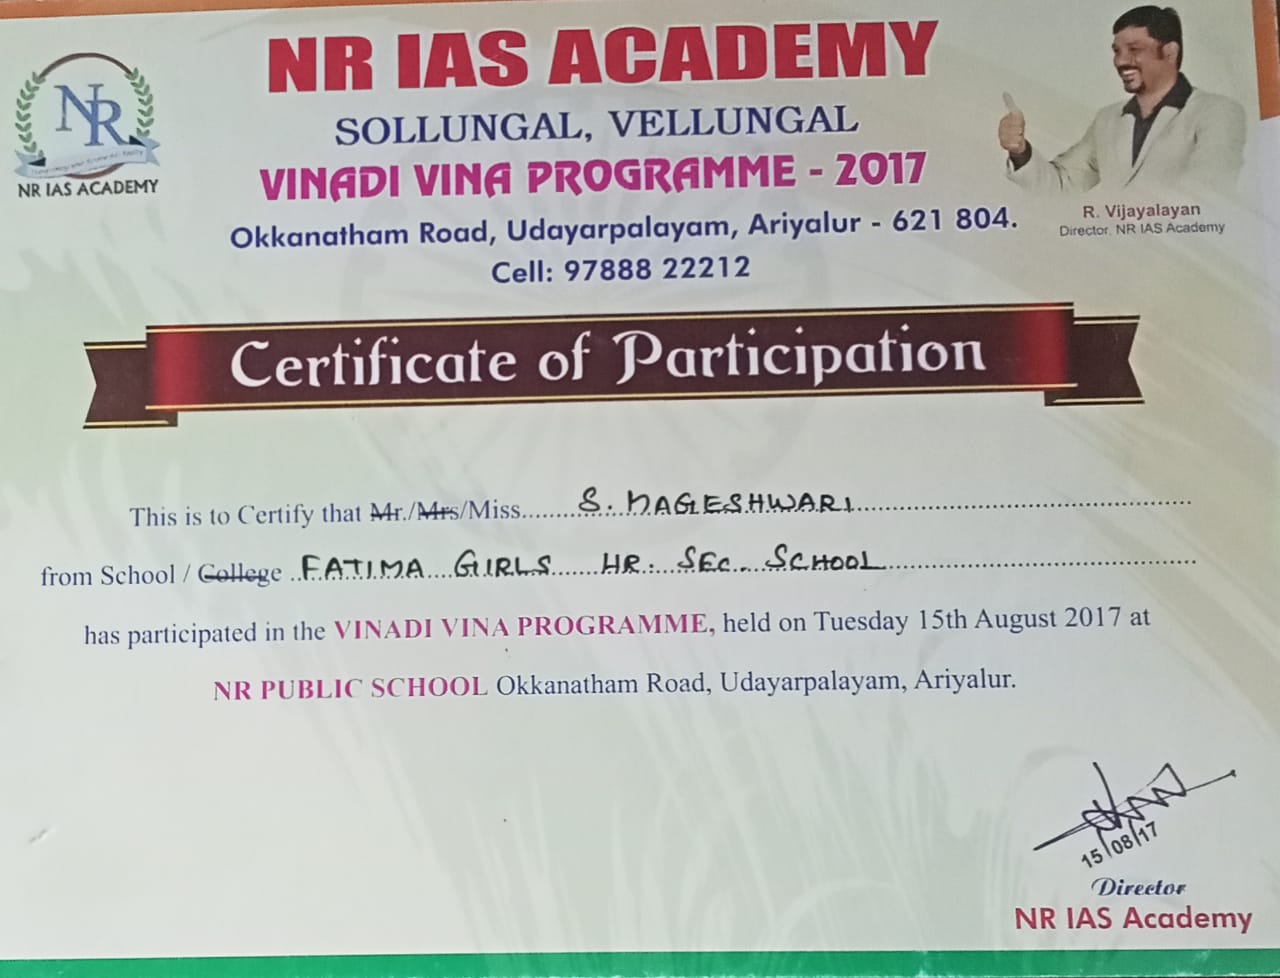 NR IAS ACADEMY
SOLLUNGAL, VELLUNGAL
VINADI VINA PROGRAMME - 2017
Okkanatham Road, Udayarpalayam, Ariyalur - 621 804.
Cell: 97888 22212
NR
NR IAS ACADEMY
R. Vijayalayan
Director, NR IAS Academy
Certificate of Participation
This is to Certify that Mr./Mrs/Miss.......S. NAGESHWARI..........
from School / College ..FATIMA GIRLS HR. SEC. SCHOOL..........
has participated in the VINADI VINA PROGRAMME, held on Tuesday 15th August 2017 at
NR PUBLIC SCHOOL Okkanatham Road, Udayarpalayam, Ariyalur.
15/08/17
Director
NR IAS Academy